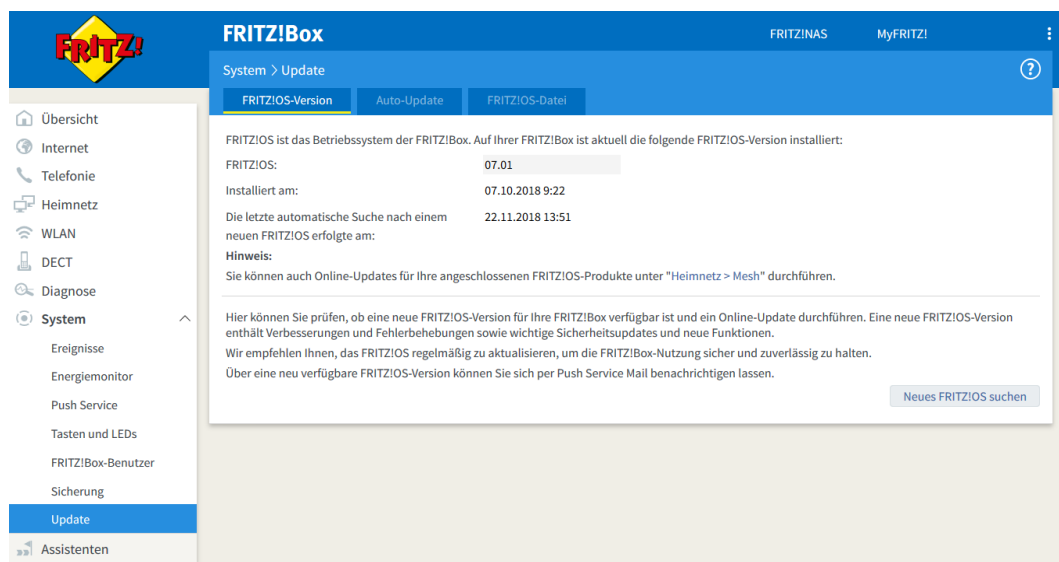 FRITZ!
FRITZ!Box
FRITZ!NAS
MyFRITZ!
System > Update
?
FRITZ!OS-Version
Auto-Update
FRITZ!OS-Datei
Übersicht
Internet
Telefonie
Heimnetz
WLAN
DECT
Diagnose
System
Ereignisse
Energiemonitor
Push Service
Tasten und LEDs
FRITZ!Box-Benutzer
Sicherung
Update
Assistenten
FRITZ!OS ist das Betriebssystem der FRITZ!Box. Auf Ihrer FRITZ!Box ist aktuell die folgende FRITZ!OS-Version installiert:
FRITZ!OS: 07.01
Installiert am: 07.10.2018 9:22
Die letzte automatische Suche nach einem 22.11.2018 13:51
neuen FRITZ!OS erfolgte am:
Hinweis:
Sie können auch Online-Updates für Ihre angeschlossenen FRITZ!OS-Produkte unter "Heimnetz > Mesh" durchführen.
Hier können Sie prüfen, ob eine neue FRITZ!OS-Version für Ihre FRITZ!Box verfügbar ist und ein Online-Update durchführen. Eine neue FRITZ!OS-Version
enthält Verbesserungen und Fehlerbehebungen sowie wichtige Sicherheitsupdates und neue Funktionen.
Wir empfehlen Ihnen, das FRITZ!OS regelmäßig zu aktualisieren, um die FRITZ!Box-Nutzung sicher und zuverlässig zu halten.
Über eine neu verfügbare FRITZ!OS-Version können Sie sich per Push Service Mail benachrichtigen lassen.
Neues FRITZ!OS suchen